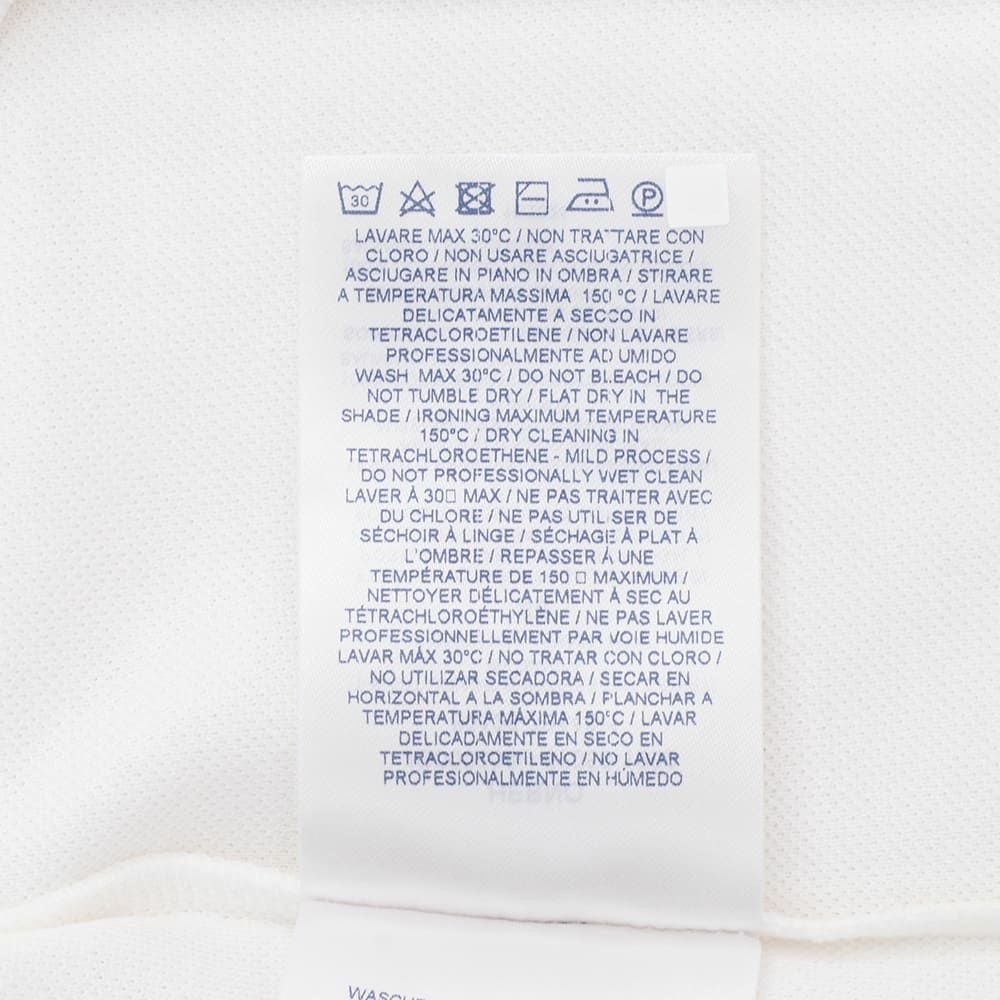 30 P
LAVARE MAX 30°C / NON TRATTARE CON
CLORO / NON USARE ASCIUGATRICE /
ASCIUGARE IN PIANO IN OMBRA / STIRARE
A TEMPERATURA MASSIMA 150 °C / LAVARE
DELICATAMENTE A SECCO IN
TETRACLOROETILENE / NON LAVARE
PROFESSIONALMENTE AD UMIDO
WASH MAX 30°C / DO NOT BLEACH / DO
NOT TUMBLE DRY / FLAT DRY IN THE
SHADE / IRONING MAXIMUM TEMPERATURE
150°C / DRY CLEANING IN
TETRACHLOROETHENE - MILD PROCESS /
DO NOT PROFESSIONALLY WET CLEAN
LAVER À 30□ MAX / NE PAS TRAITER AVEC
DU CHLORE / NE PAS UTILISER DE
SÉCHOIR À LINGE / SÉCHAGE À PLAT À
L'OMBRE / REPASSER À UNE
TEMPÉRATURE DE 150 □ MAXIMUM /
NETTOYER DÉLICATEMENT À SEC AU
TÉTRACHLOROÉTHYLÈNE / NE PAS LAVER
PROFESSIONNELLEMENT PAR VOIE HUMIDE
LAVAR MÁX 30°C / NO TRATAR CON CLORO /
NO UTILIZAR SECADORA / SECAR EN
HORIZONTAL A LA SOMBRA / PLANCHAR A
TEMPERATURA MÁXIMA 150°C / LAVAR
DELICADAMENTE EN SECO EN
TETRACLOROETILENO / NO LAVAR
PROFESIONALMENTE EN HÚMEDO